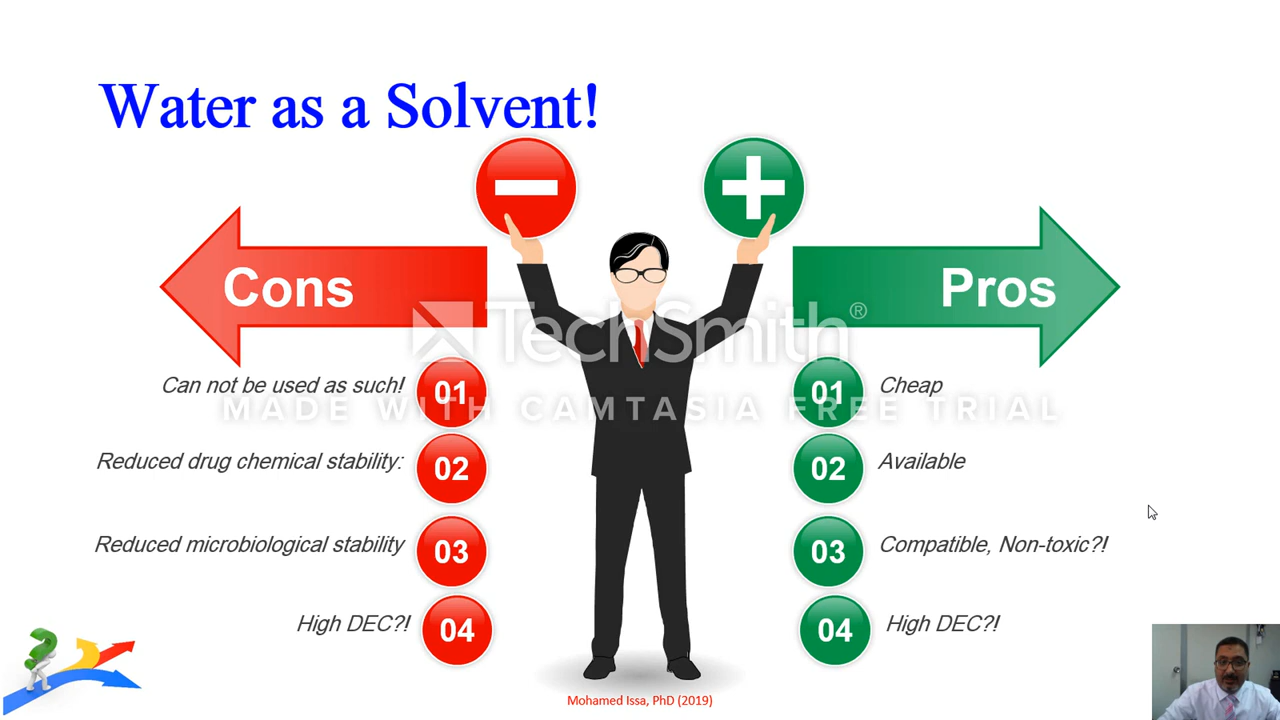 Water as a Solvent!
Cons
Pros
TechSmith®
MADE WITH CAMTASIA FREE TRIAL
Can not be used as such!
01
Reduced drug chemical stability:
02
Reduced microbiological stability
03
High DEC?!
04
01
Cheap
02
Available
03
Compatible, Non-toxic?!
04
High DEC?!
Mohamed Issa, PhD (2019)